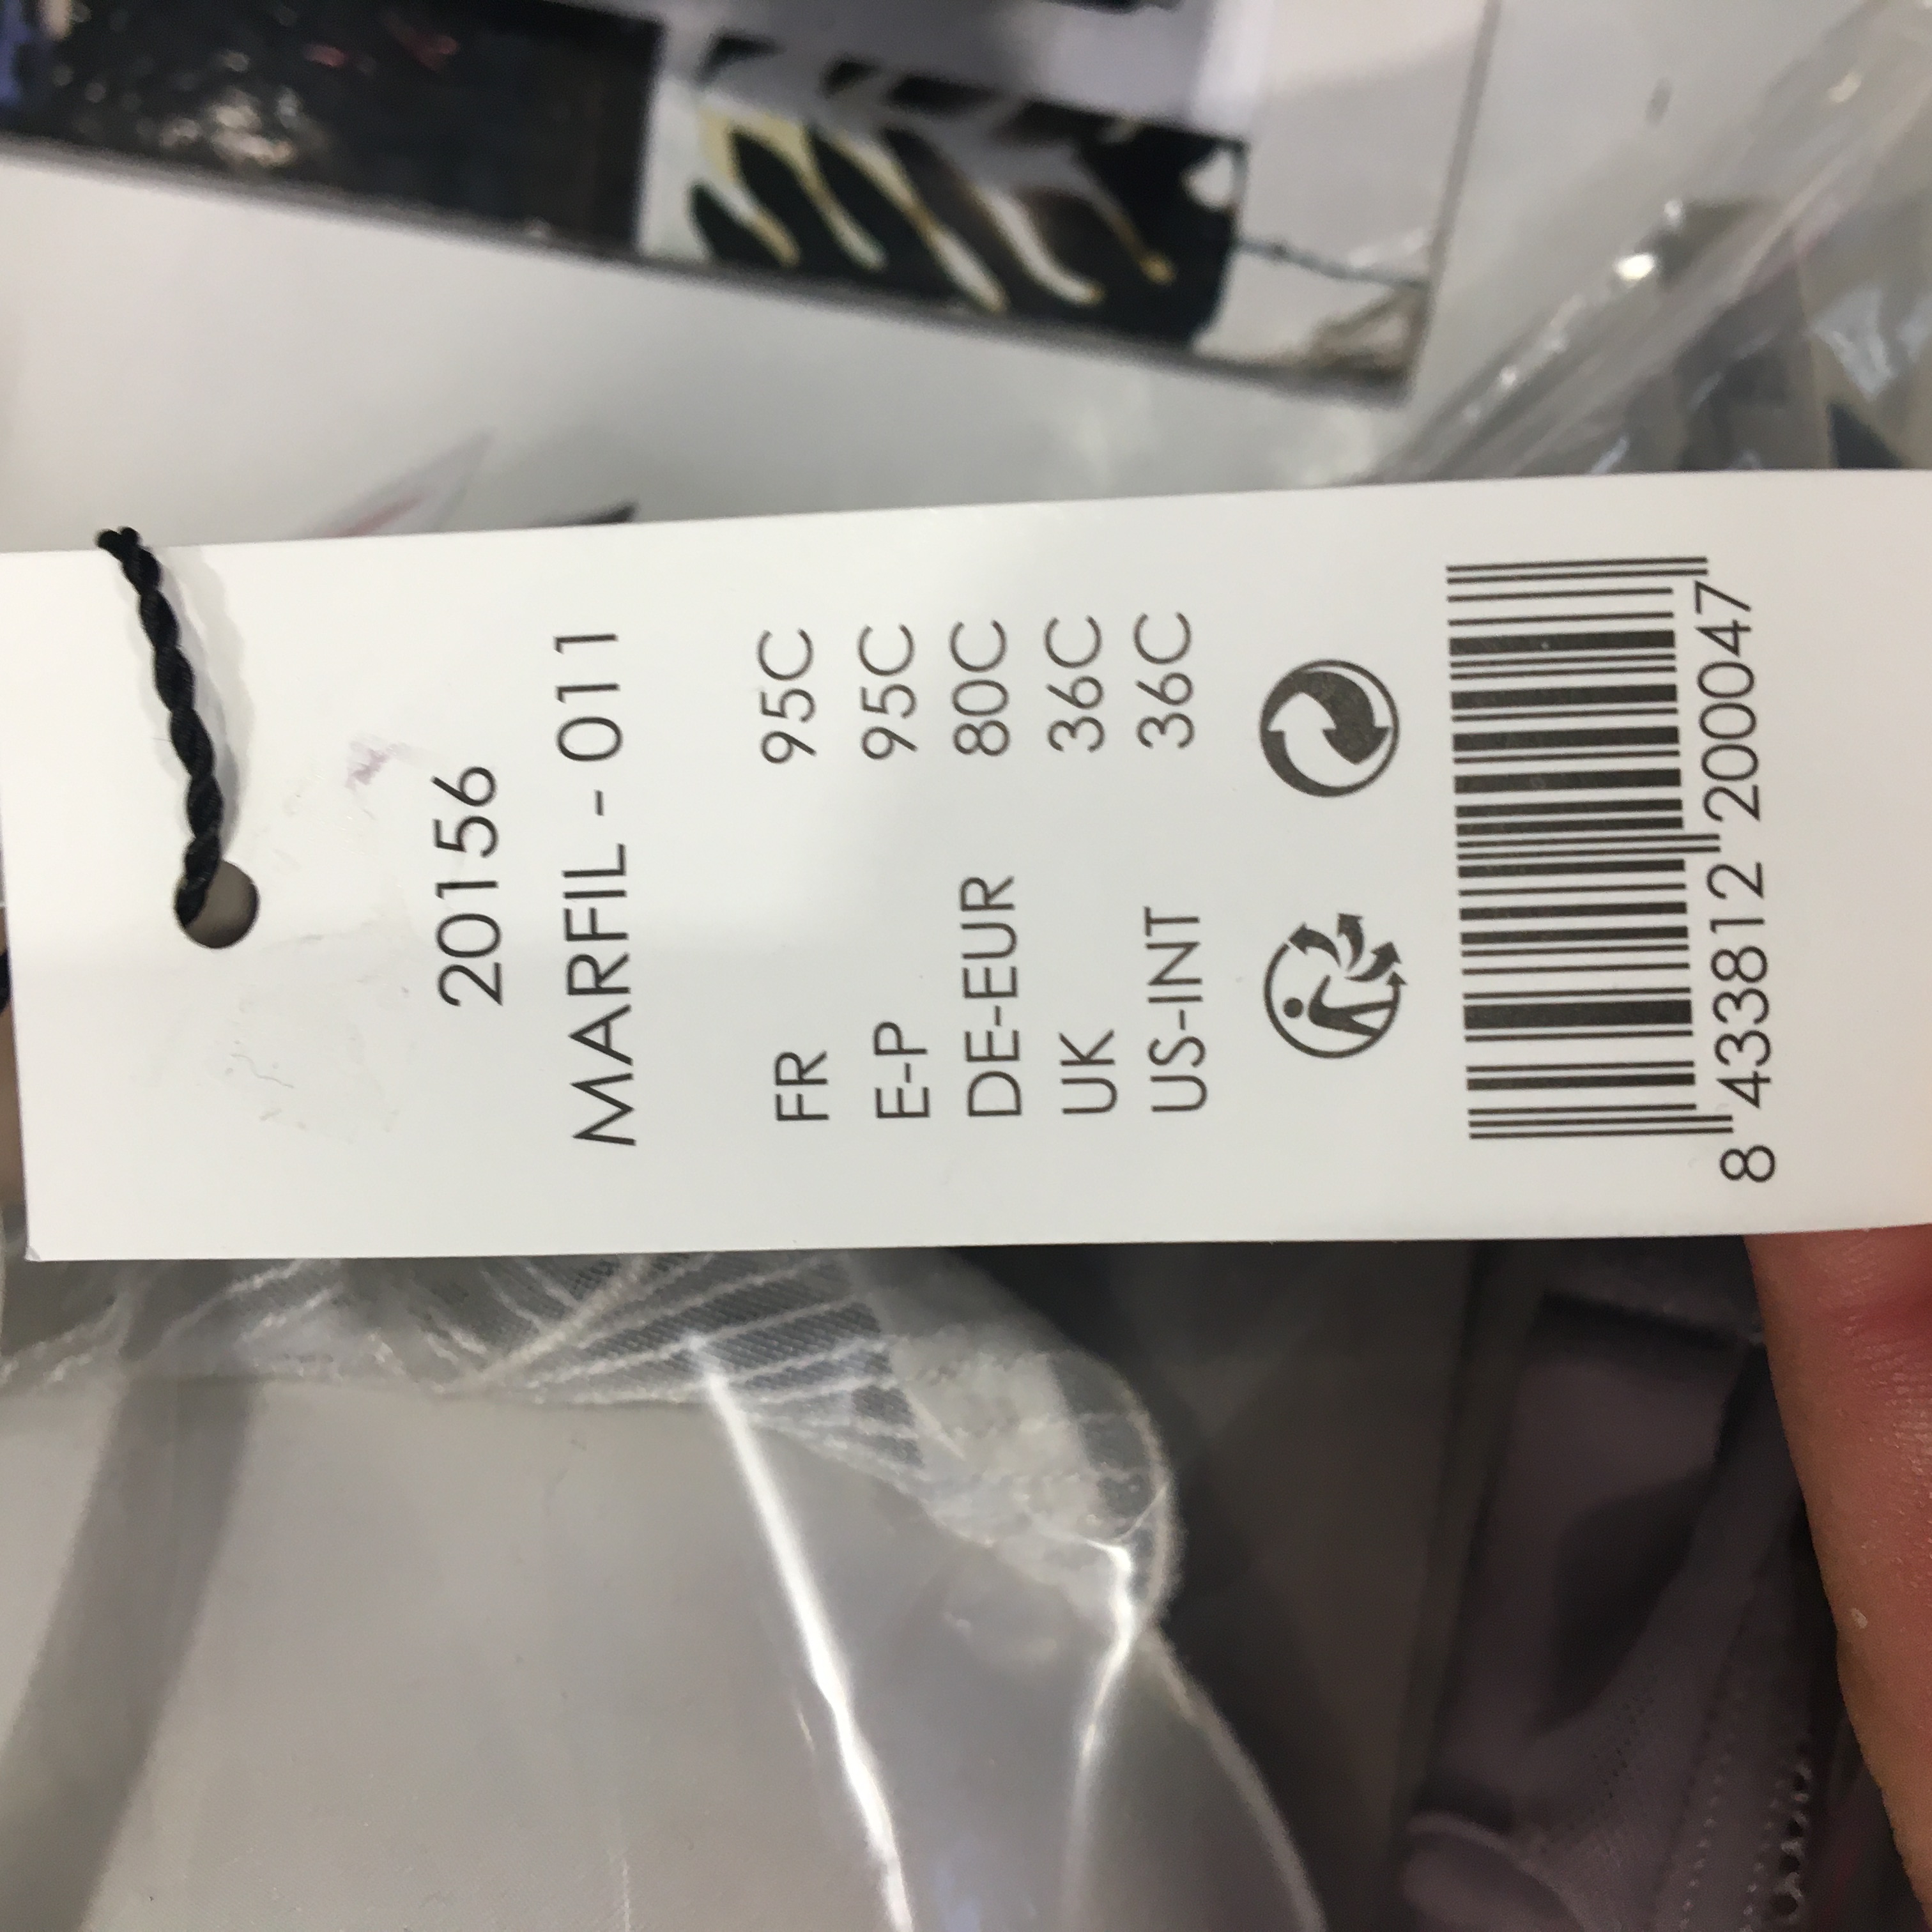 20156
MARFIL - 011
FR 95C
E-P 95C
DE-EUR 80C
UK 36C
US-INT 36C
8 433812 200047